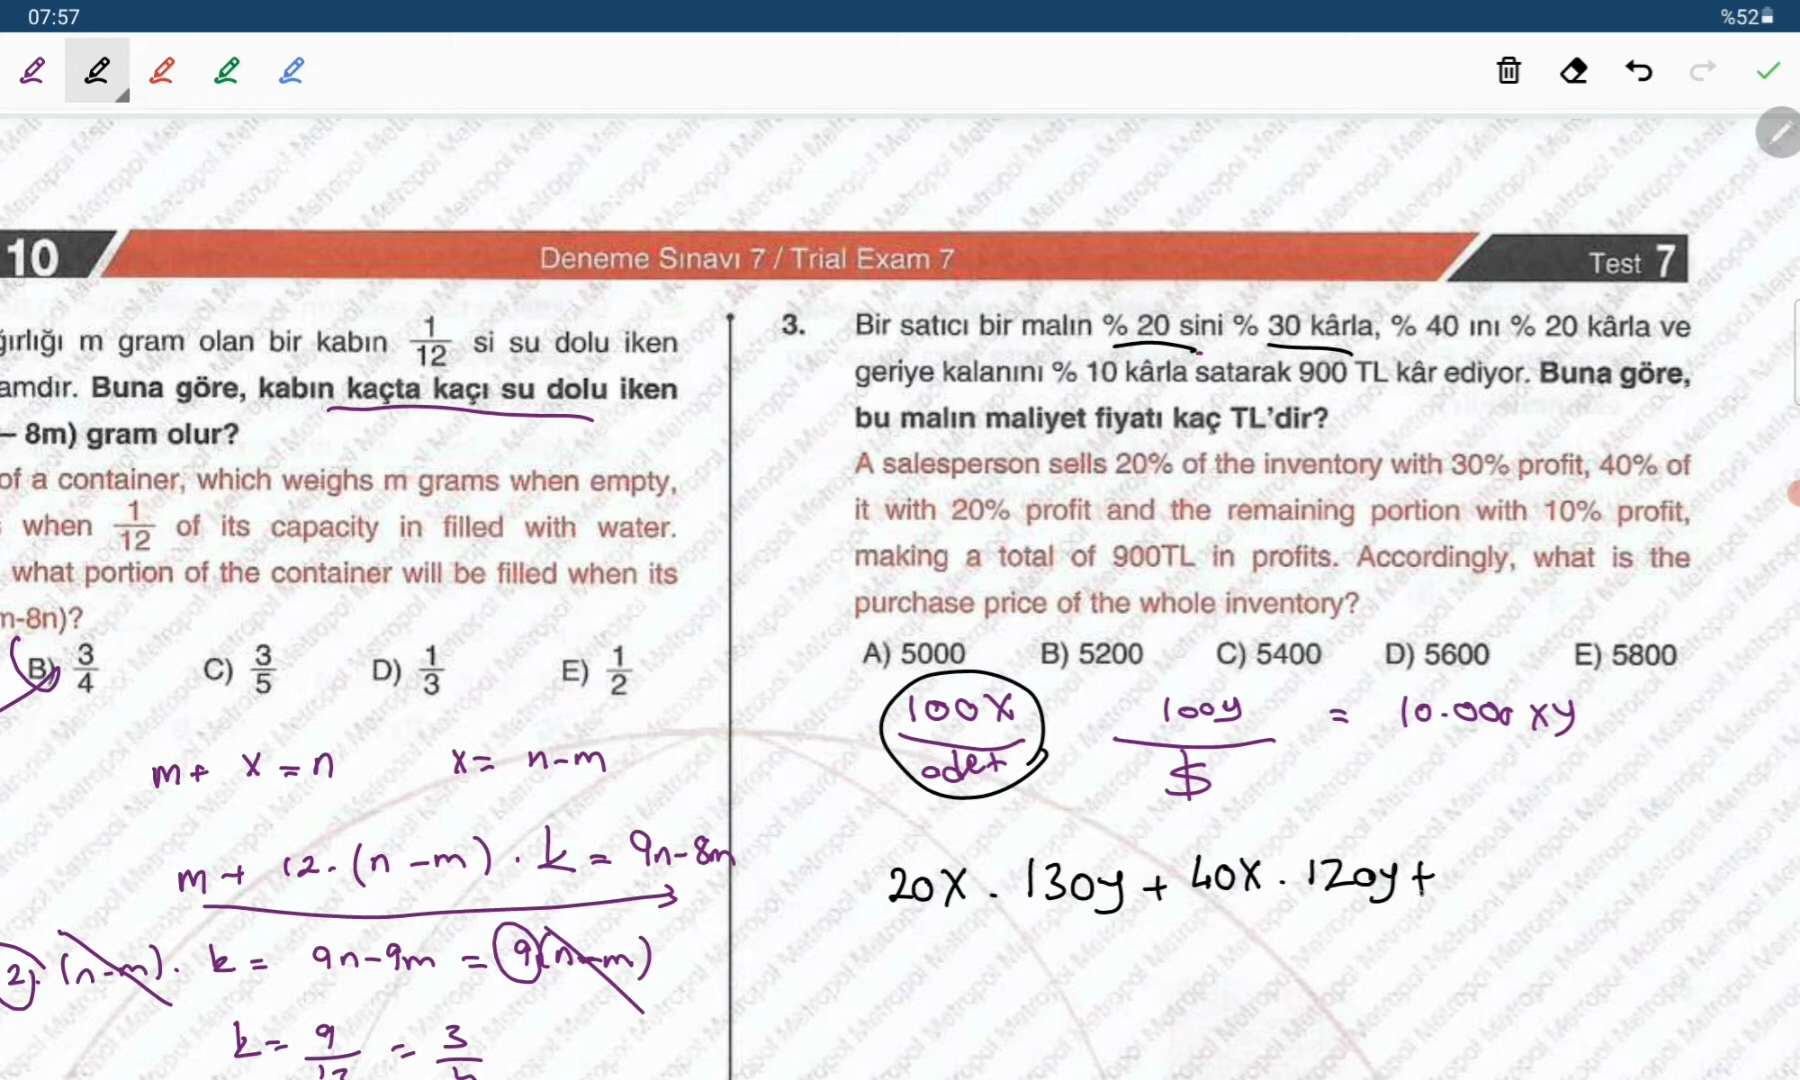 07:57
%52
10
Deneme Sınavı 7 / Trial Exam 7
Test 7
ğırlığı m gram olan bir kabın 1/12 si su dolu iken
amdır. Buna göre, kabın kaçta kaçı su dolu iken
– 8m) gram olur?
of a container, which weighs m grams when empty,
when 1/12 of its capacity in filled with water.
what portion of the container will be filled when its
n-8n)?
B) 3/4 C) 3/5 D) 1/3 E) 1/2
m + x = n x = n - m
m + 12 . (n - m) . k = 9n - 8m
2). (n - m) . k = 9n - 9m = 9(n - m)
k = 9/12 = 3/4
3. Bir satıcı bir malın % 20 sini % 30 kârla, % 40 ını % 20 kârla ve
geriye kalanını % 10 kârla satarak 900 TL kâr ediyor. Buna göre,
bu malın maliyet fiyatı kaç TL'dir?
A salesperson sells 20% of the inventory with 30% profit, 40% of
it with 20% profit and the remaining portion with 10% profit,
making a total of 900TL in profits. Accordingly, what is the
purchase price of the whole inventory?
A) 5000 B) 5200 C) 5400 D) 5600 E) 5800
100x 100y = 10.000 xy
adet $
20x . 130y + 40x . 120y +
Metropol Metropol Metropol